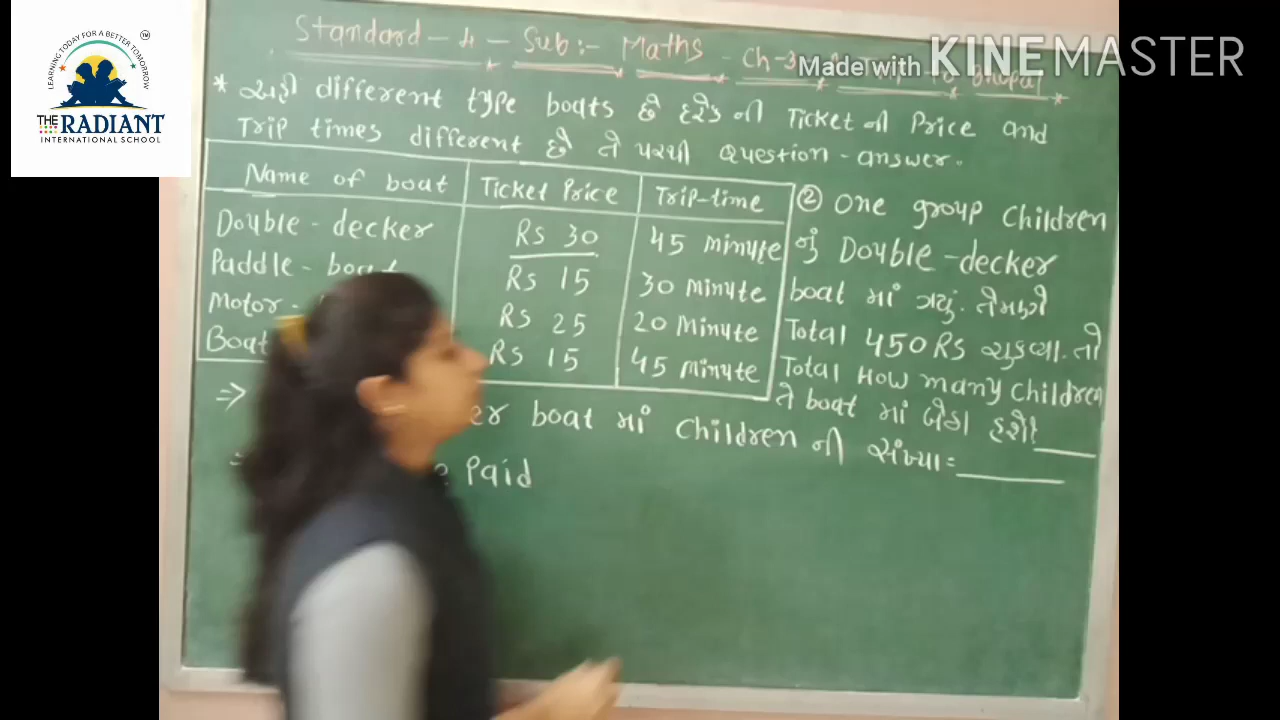 LEARNING TODAY FOR A BETTER TOMORROW
TM
THE RADIANT
INTERNATIONAL SCHOOL
Made with KINEMASTER
Standard - 4 - Sub:- Maths - Ch-3 Bhopal
* અહીં different type boats છે દરેક ની Ticket ની Price and
Trip times different છે તે પરથી question-answer.
Name of boat Ticket Price Trip-time
Double-decker Rs 30 45 Minute
Paddle-boat Rs 15 30 Minute
Motor- Rs 25 20 Minute
Boat Rs 15 45 Minute
② One group Children
નું Double-decker
boat માં ગયું. તેમણે
Total 450 Rs ચુકવ્યા. તો
Total How many Children
તે boat માં બેઠા હશે?
⇒ er boat માં Children ની સંખ્યા =
Paid